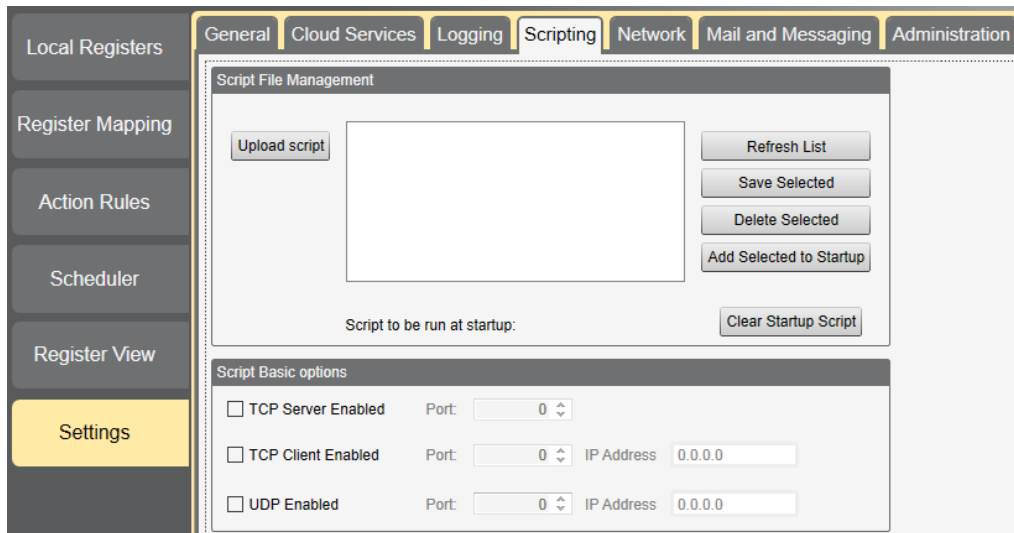 Local Registers
Register Mapping
Action Rules
Scheduler
Register View
Settings
General Cloud Services Logging Scripting Network Mail and Messaging Administration
Script File Management
Upload script
Refresh List
Save Selected
Delete Selected
Add Selected to Startup
Script to be run at startup: Clear Startup Script
Script Basic options
TCP Server Enabled Port: 0
TCP Client Enabled Port: 0 IP Address 0.0.0.0
UDP Enabled Port: 0 IP Address 0.0.0.0